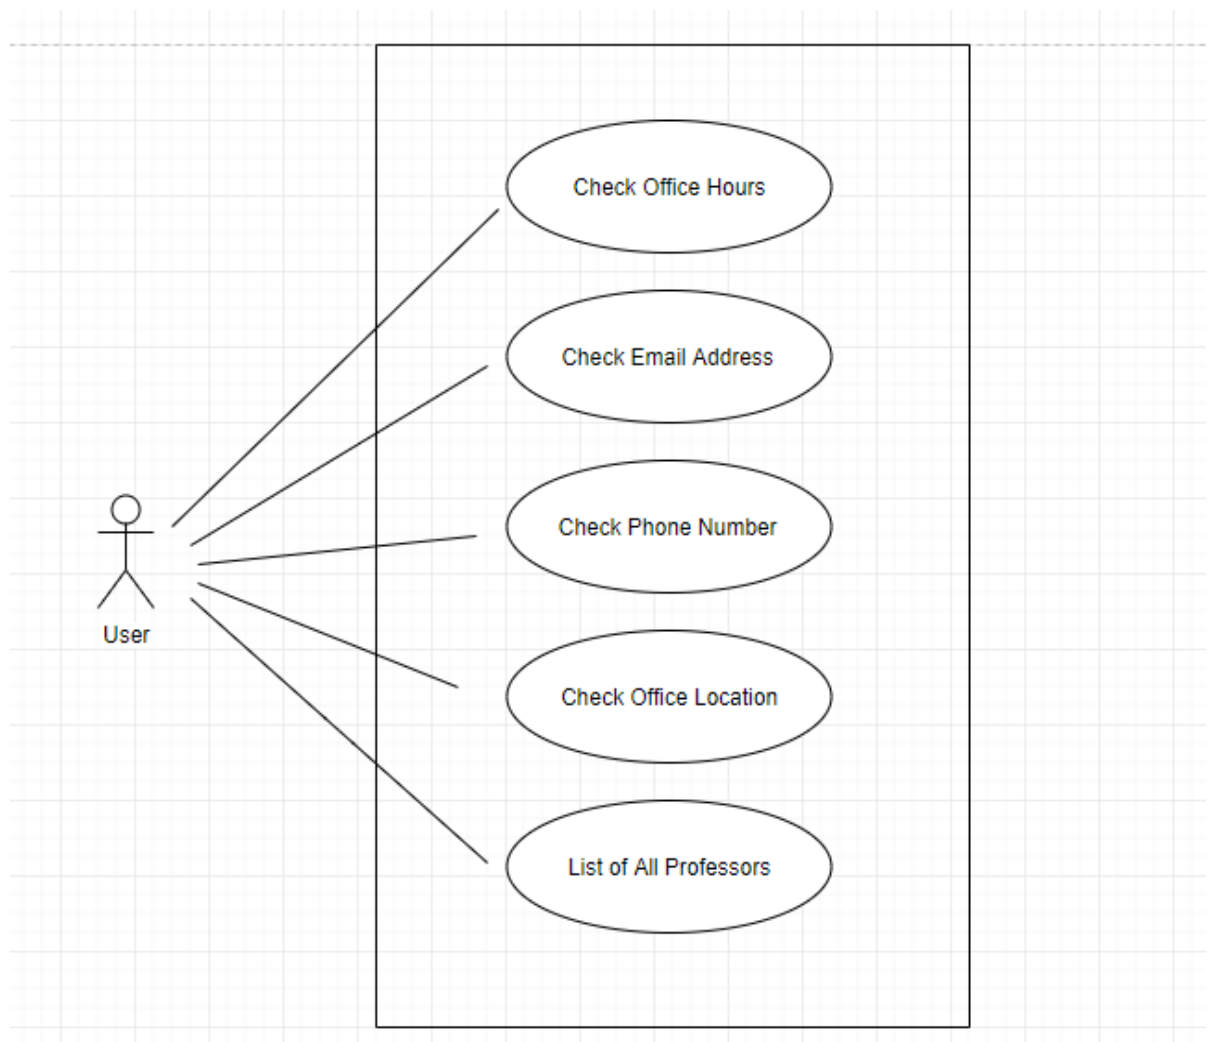 Check Office Hours
Check Email Address
Check Phone Number
User
Check Office Location
List of All Professors